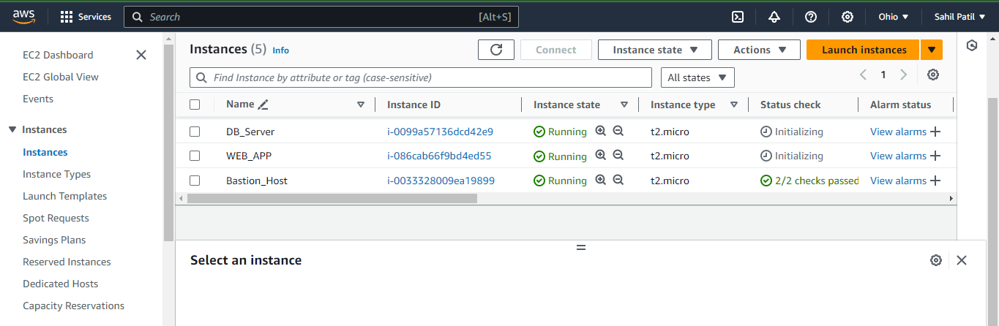 aws Services Search [Alt+S] Ohio Sahil Patil
EC2 Dashboard
EC2 Global View
Events
Instances
Instances
Instance Types
Launch Templates
Spot Requests
Savings Plans
Reserved Instances
Dedicated Hosts
Capacity Reservations
Instances (5) Info Connect Instance state Actions Launch instances
Find Instance by attribute or tag (case-sensitive) All states 1
Name Instance ID Instance state Instance type Status check Alarm status
DB_Server i-0099a57136dcd42e9 Running t2.micro Initializing View alarms
WEB_APP i-086cab66f9bd4ed55 Running t2.micro Initializing View alarms
Bastion_Host i-0033328009ea19899 Running t2.micro 2/2 checks passed View alarms
Select an instance